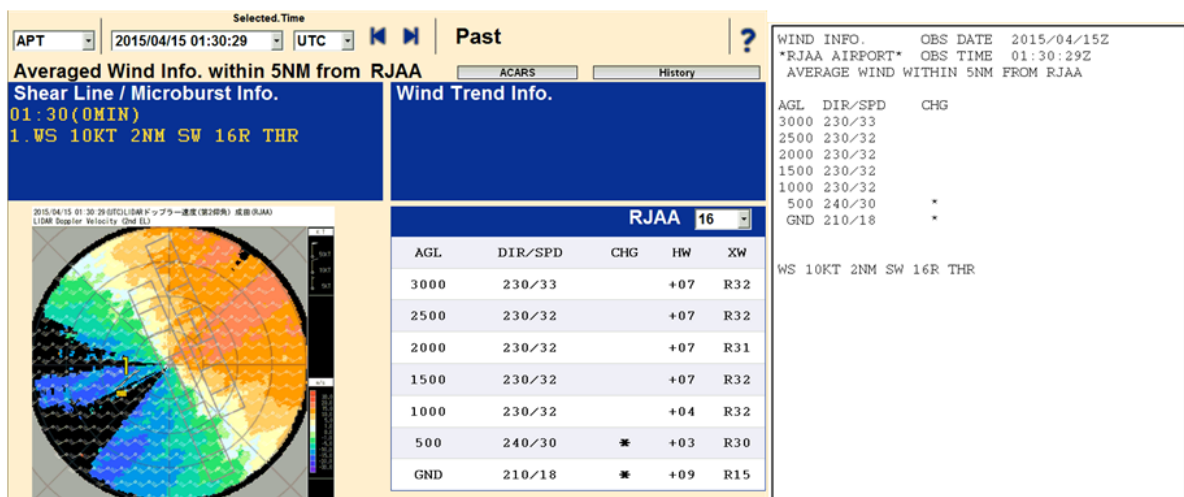 Selected.Time
APT 2015/04/15 01:30:29 UTC Past ?
Averaged Wind Info. within 5NM from RJAA ACARS History
Shear Line / Microburst Info.
01:30(0MIN)
1.WS 10KT 2NM SW 16R THR
Wind Trend Info.
2015/04/15 01:30:29(UTC)LIDARドップラー速度(第2仰角) 成田(RJAA)
LIDAR Doppler Velocity (2nd EL)
1
RJAA 16
AGL DIR/SPD CHG HW XW
3000 230/33 +07 R32
2500 230/32 +07 R32
2000 230/32 +07 R31
1500 230/32 +07 R32
1000 230/32 +04 R32
500 240/30 * +03 R30
GND 210/18 * +09 R15
WIND INFO. OBS DATE 2015/04/15Z
*RJAA AIRPORT* OBS TIME 01:30:29Z
AVERAGE WIND WITHIN 5NM FROM RJAA
AGL DIR/SPD CHG
3000 230/33
2500 230/32
2000 230/32
1500 230/32
1000 230/32
500 240/30 *
GND 210/18 *
WS 10KT 2NM SW 16R THR